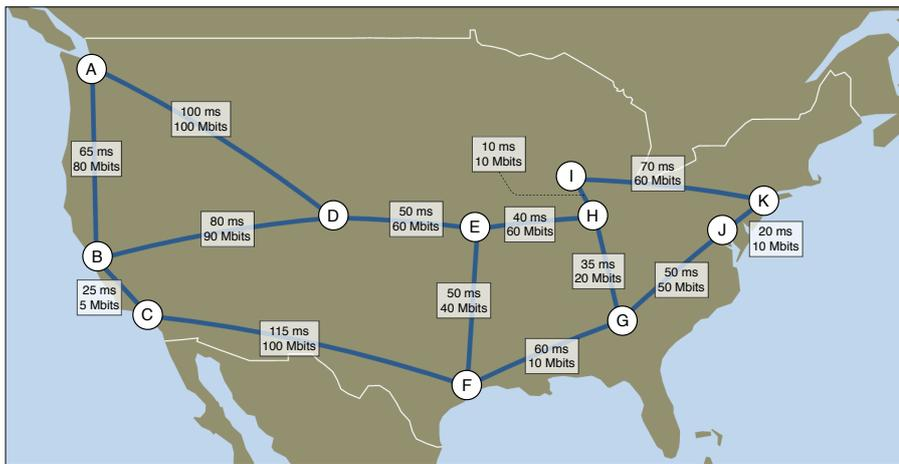 A
100 ms
100 Mbits
65 ms
80 Mbits
10 ms
10 Mbits
I
70 ms
60 Mbits
K
D
80 ms
90 Mbits
50 ms
60 Mbits
E
40 ms
60 Mbits
H
J
20 ms
10 Mbits
B
25 ms
5 Mbits
C
115 ms
100 Mbits
50 ms
40 Mbits
35 ms
20 Mbits
50 ms
50 Mbits
G
60 ms
10 Mbits
F